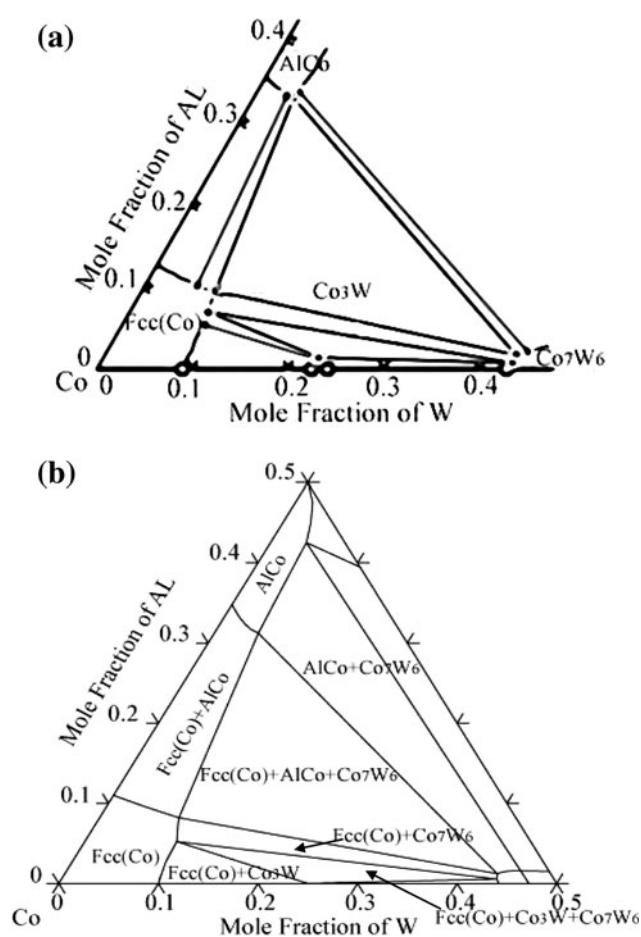 (a)
0.4
AlCo
0.3
Mole Fraction of AL
0.2
0.1
Co3W
Fcc(Co)
0
Co7W6
Co
0
0.1
0.2
0.3
0.4
Mole Fraction of W
(b)
0.5
0.4
AlCo
Mole Fraction of AL
0.3
AlCo+Co7W6
0.2
Fcc(Co)+AlCo
Fcc(Co)+AlCo+Co7W6
0.1
Fcc(Co)+Co7W6
Fcc(Co)
Fcc(Co)+Co3W
0
Co
0
0.1
0.2
0.3
0.4
0.5
Mole Fraction of W
Fcc(Co)+Co3W+Co7W6